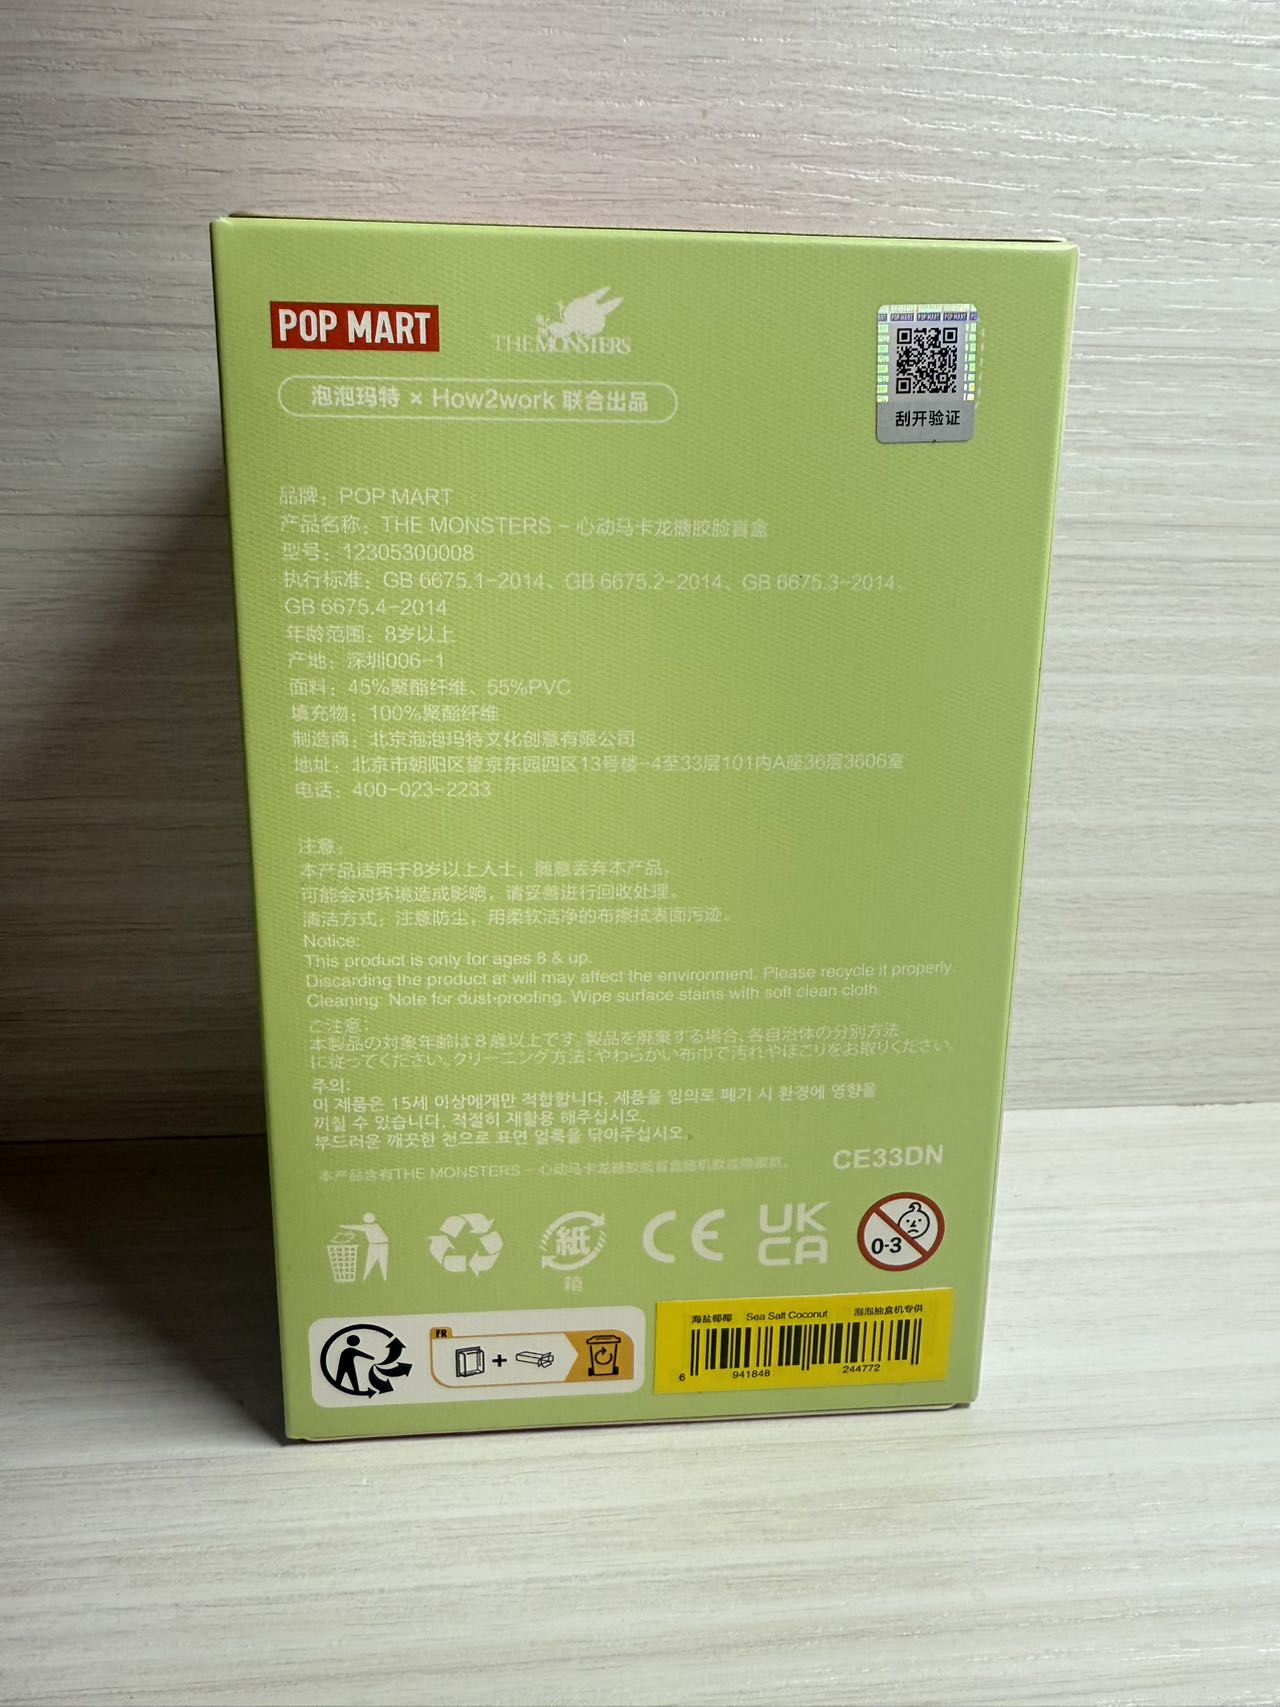 POP MART
THE MONSTERS
泡泡玛特 × How2work 联合出品
刮开验证
品牌：POP MART
产品名称：THE MONSTERS - 心动马卡龙搪胶脸盲盒
型号：12305300008
执行标准：GB 6675.1-2014、GB 6675.2-2014、GB 6675.3-2014、
GB 6675.4-2014
年龄范围：8岁以上
产地：深圳006-1
面料：45%聚酯纤维、55%PVC
填充物：100%聚酯纤维
制造商：北京泡泡玛特文化创意有限公司
地址：北京市朝阳区望京东园四区13号楼-4至33层101内A座36层3606室
电话：400-023-2233
注意：
本产品适用于8岁以上人士，随意丢弃本产品，
可能会对环境造成影响，请妥善进行回收处理。
清洁方式：注意防尘，用柔软洁净的布擦拭表面污迹。
Notice:
This product is only for ages 8 & up.
Discarding the product at will may affect the environment. Please recycle it properly.
Cleaning: Note for dust-proofing. Wipe surface stains with soft clean cloth.
ご注意：
本製品の対象年齢は8歳以上です。製品を廃棄する場合、各自治体の分別方法
に従ってください。クリーニング方法：やわらかい布巾で汚れやほこりをお取りください。
주의:
이 제품은 15세 이상에게만 적합합니다. 제품을 임의로 폐기 시 환경에 영향을
끼칠 수 있습니다. 적절히 재활용 해주십시오.
부드러운 깨끗한 천으로 표면 얼룩을 닦아주십시오.
本产品含有THE MONSTERS - 心动马卡龙搪胶脸盲盒随机款或隐藏款。
CE33DN
紙
箱
CE
UK
CA
0-3
FR
海盐椰椰 Sea Salt Coconut 泡泡抽盒机专供
6 941848 244772